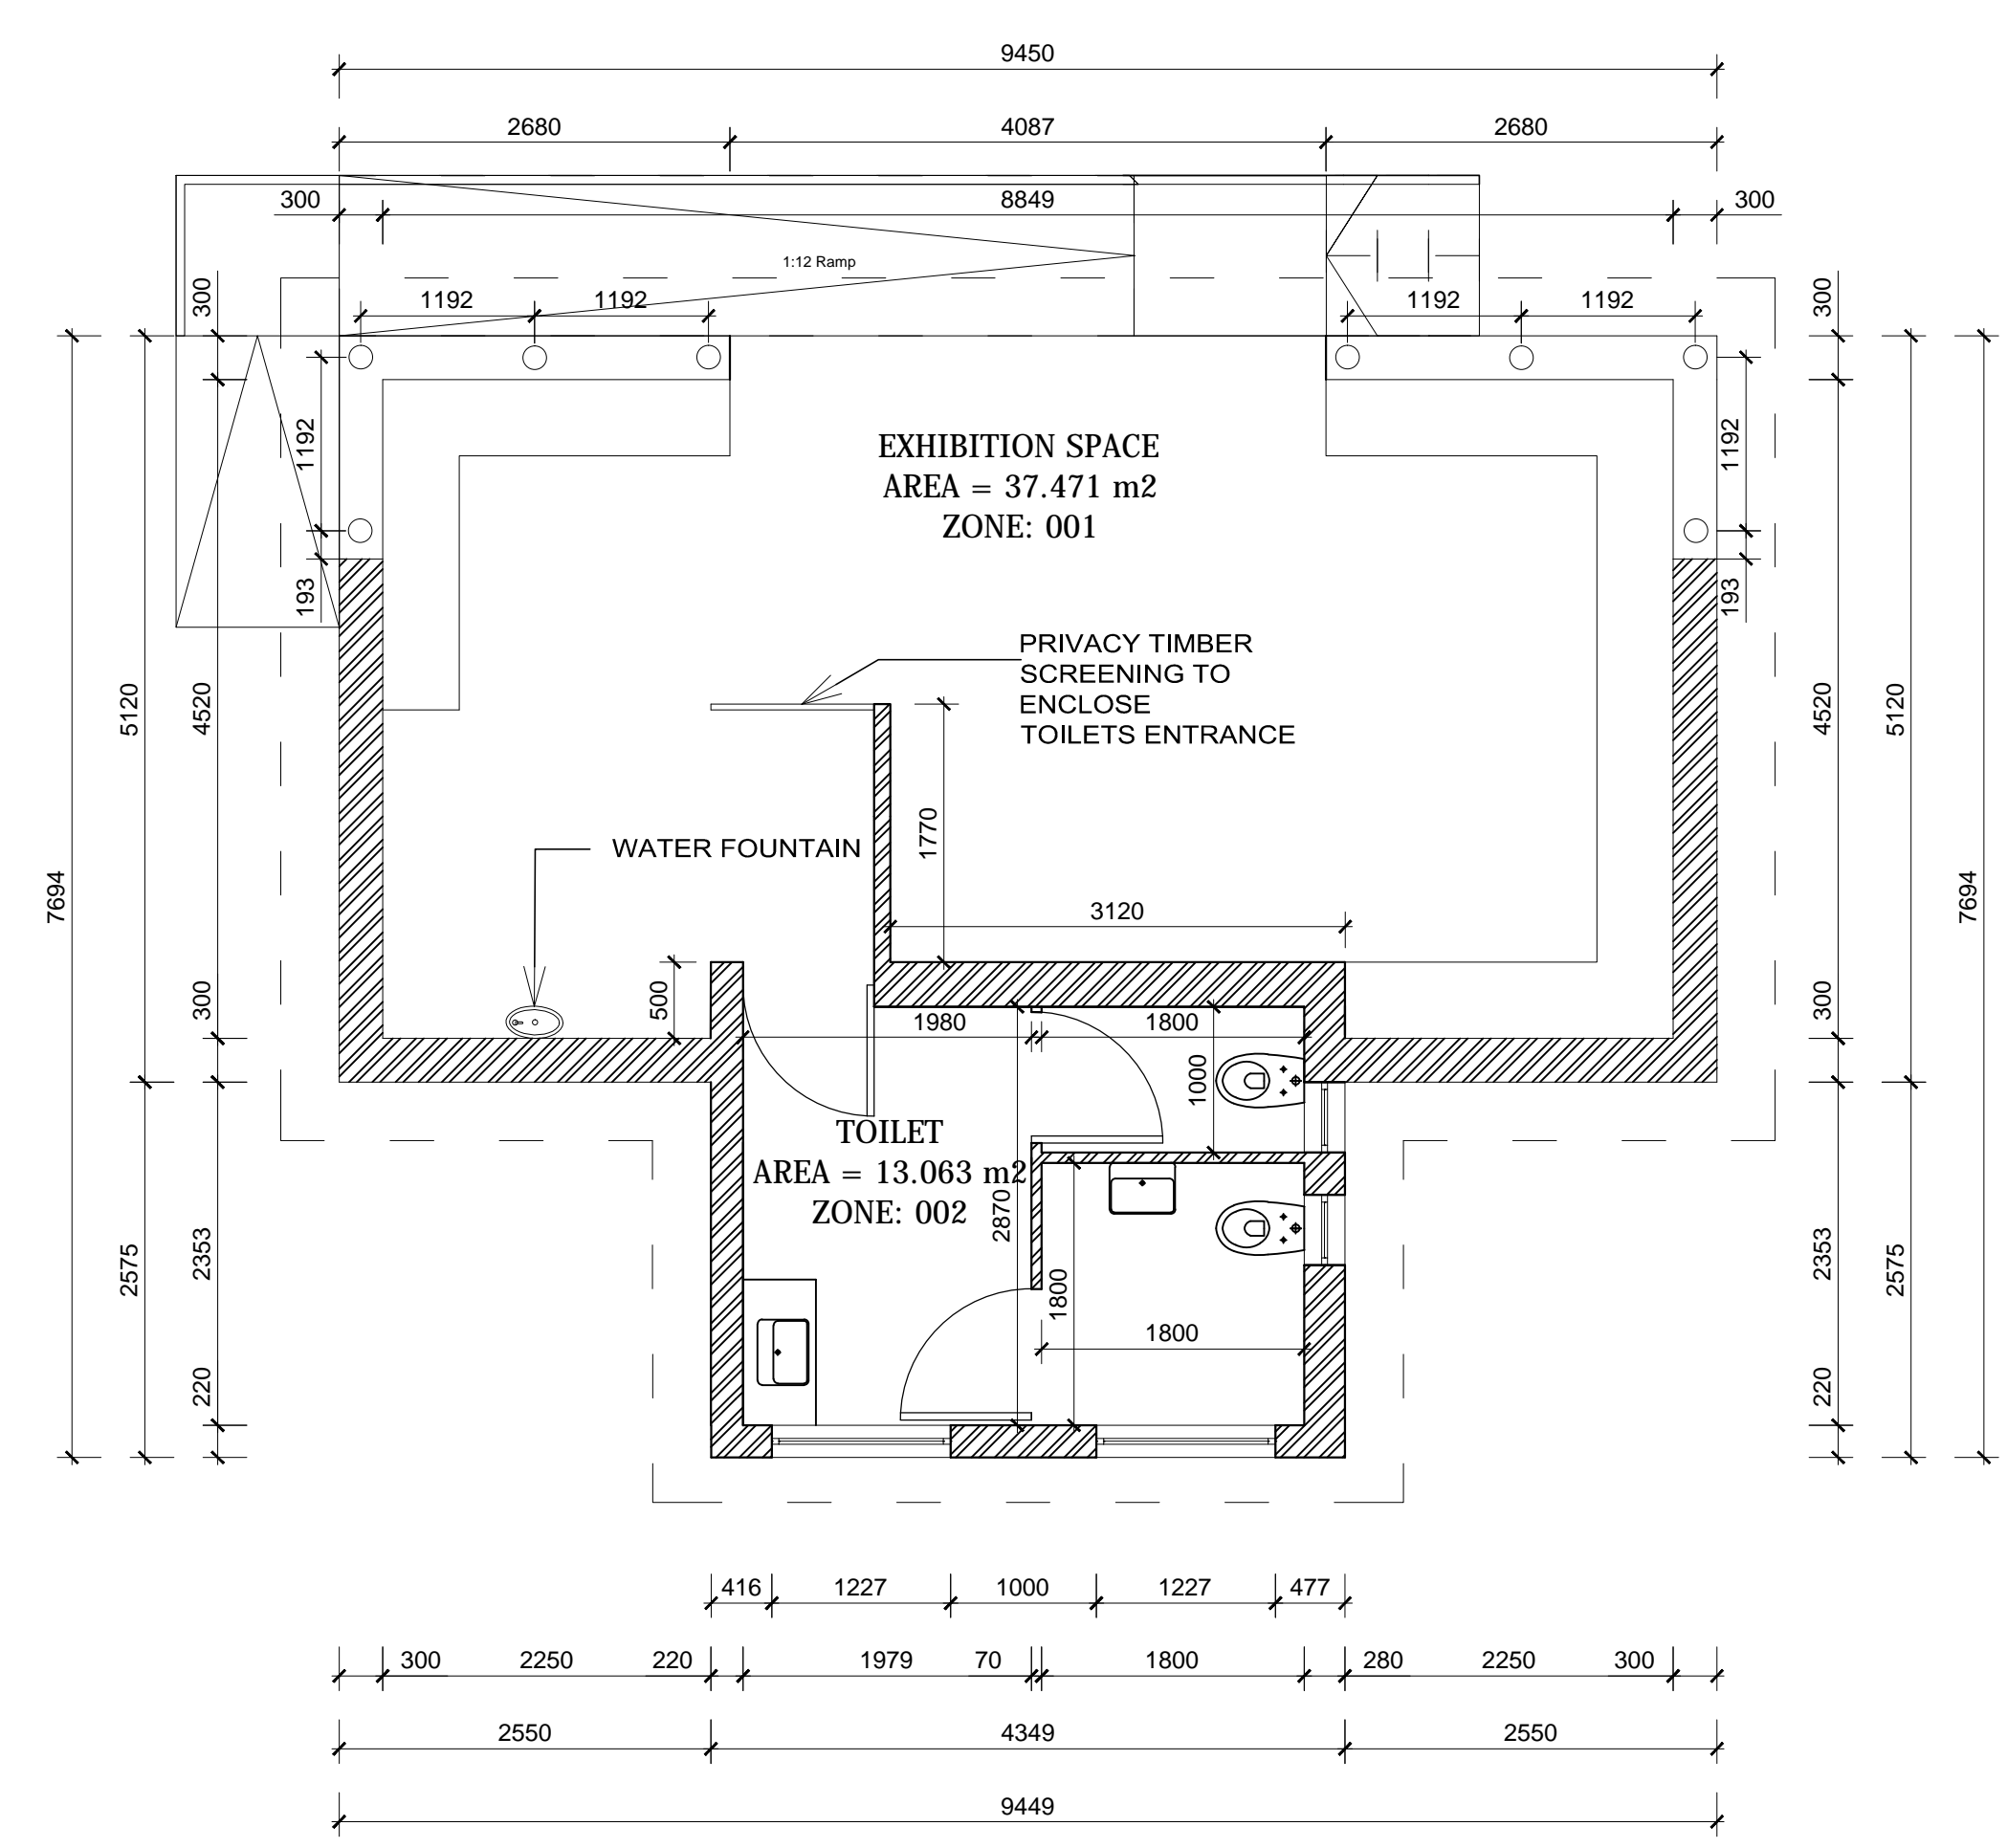 9450
2680 4087 2680
300 8849 300
1:12 Ramp
300 1192 1192 1192 1192 300
1192 1192
EXHIBITION SPACE
AREA = 37.471 m2
ZONE: 001
193 193
PRIVACY TIMBER
SCREENING TO
ENCLOSE
TOILETS ENTRANCE
5120 4520 4520 5120
WATER FOUNTAIN
1770
7694 7694
3120
300 500 300
1980 1800
1000
TOILET
AREA = 13.063 m2
ZONE: 002
2870
2575 2353 2353 2575
1800
1800
220 220
416 1227 1000 1227 477
300 2250 220 1979 70 1800 280 2250 300
2550 4349 2550
9449